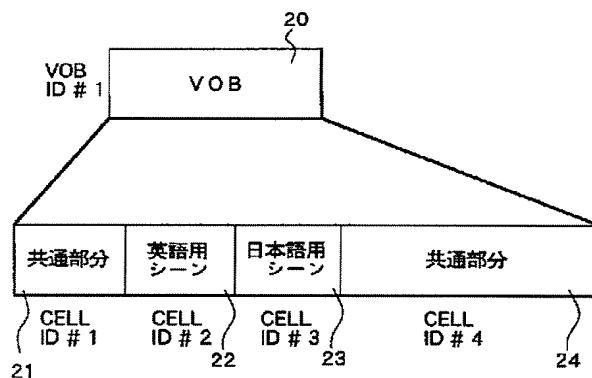 20
VOB
ID # 1
VOB
共通部分
英語用
シーン
日本語用
シーン
共通部分
CELL
ID # 1
CELL
ID # 2
CELL
ID # 3
CELL
ID # 4
21
22
23
24